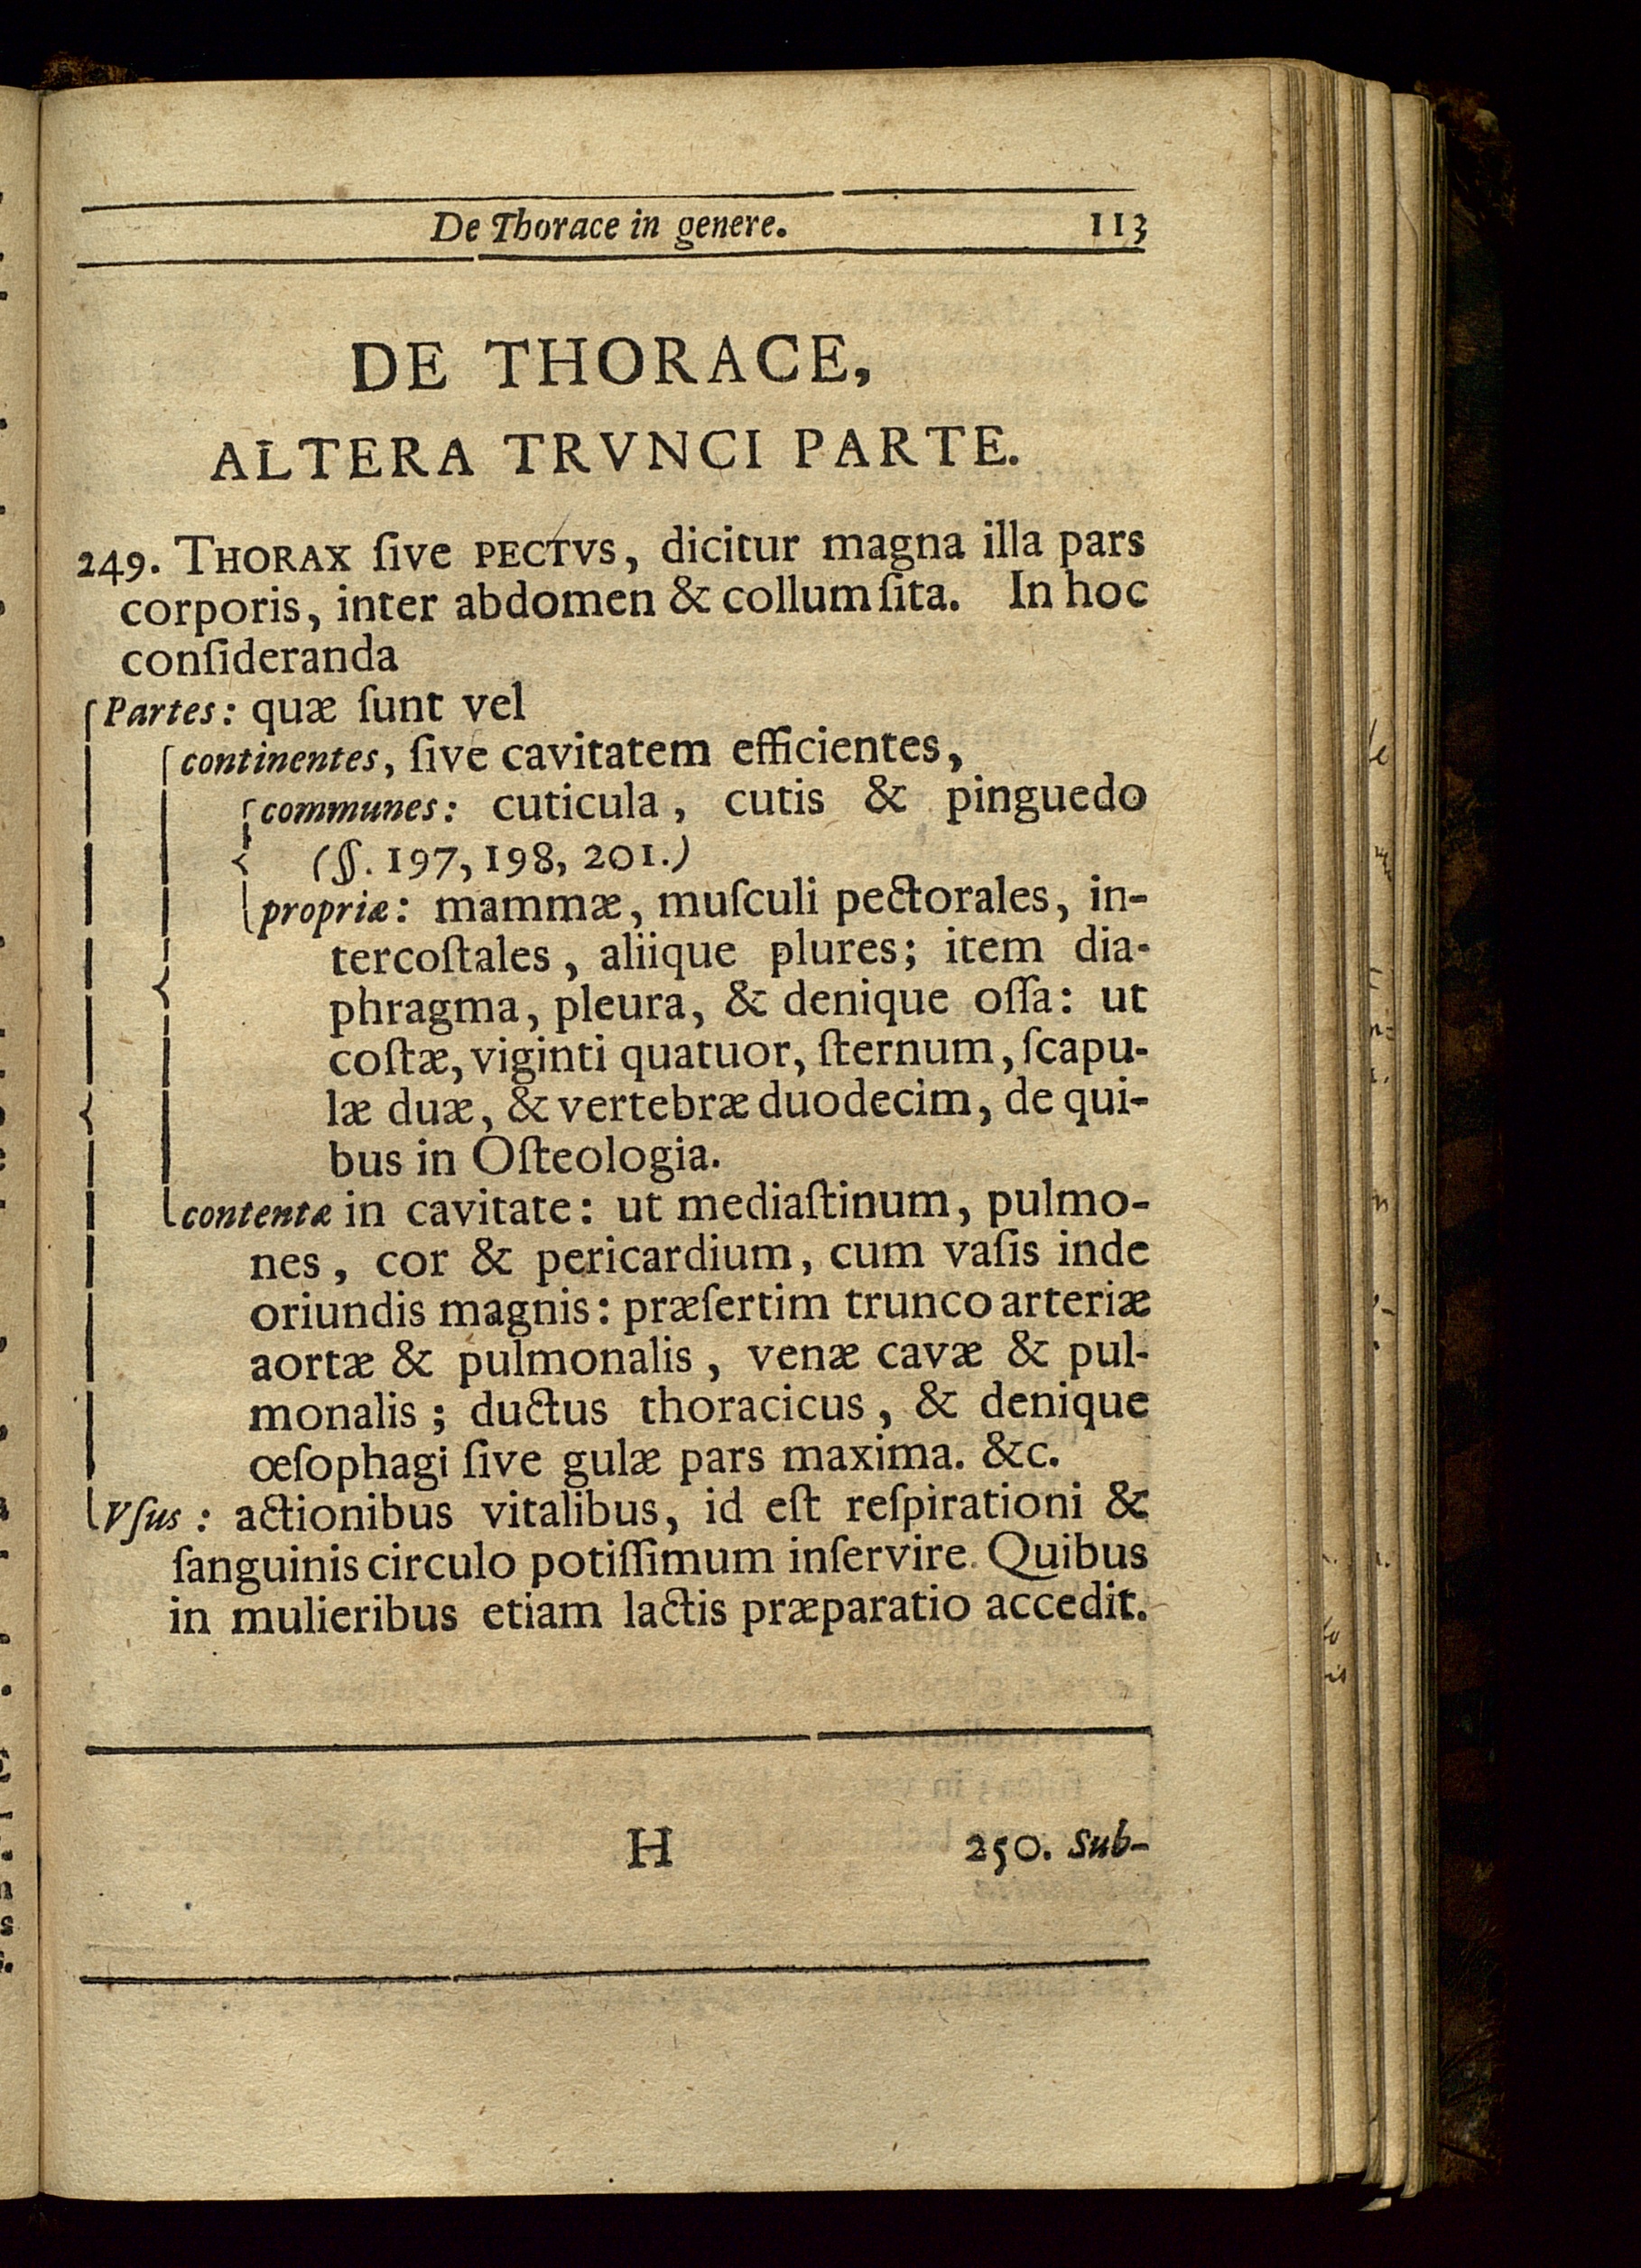 De Thorace in genere. 113
DE THORACE,
ALTERA TRVNCI PARTE.
249. THORAX ſive PECTVS, dicitur magna illa pars
corporis, inter abdomen & collum ſita. In hoc
conſideranda
Partes: quæ ſunt vel
continentes, ſive cavitatem efficientes,
communes: cuticula, cutis & pinguedo
(§§. 197, 198, 201.)
propriæ: mammæ, muſculi pectorales, in-
tercoſtales, aliique plures; item dia-
phragma, pleura, & denique oſſa: ut
coſtæ, viginti quatuor, ſternum, ſcapu-
læ duæ, & vertebræ duodecim, de qui-
bus in Oſteologia.
contentæ in cavitate: ut mediaſtinum, pulmo-
nes, cor & pericardium, cum vaſis inde
oriundis magnis: præſertim trunco arteriæ
aortæ & pulmonalis, venæ cavæ & pul-
monalis; ductus thoracicus, & denique
œſophagi ſive gulæ pars maxima. &c.
Vſus: actionibus vitalibus, id eſt reſpirationi &
ſanguinis circulo potiſſimum inſervire. Quibus
in mulieribus etiam lactis præparatio accedit.
H 250. Sub-